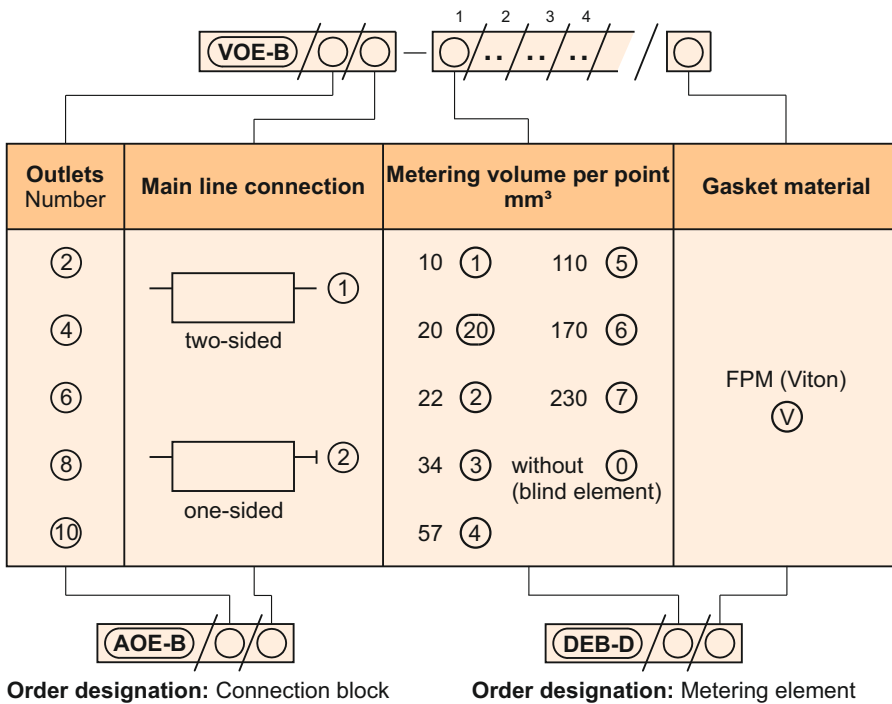 1 2 3 4
VOE-B / / – / .. / .. / .. / /
Outlets Number
Main line connection
Metering volume per point mm³
Gasket material
2
4
6
8
10
1
two-sided
2
one-sided
10 1 110 5
20 20 170 6
22 2 230 7
34 3 without 0
(blind element)
57 4
FPM (Viton)
V
AOE-B / /
DEB-D / /
Order designation: Connection block
Order designation: Metering element